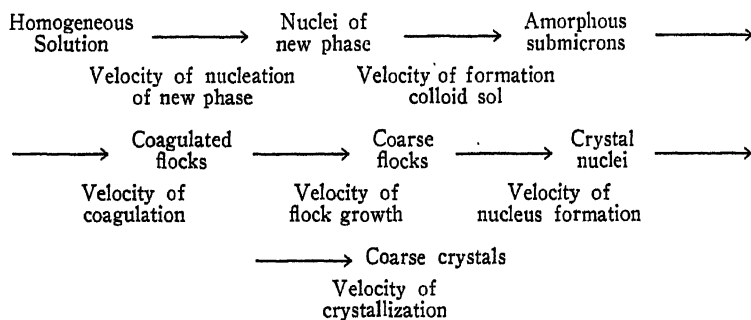 Homogeneous Nuclei of Amorphous
Solution new phase submicrons
Velocity of nucleation Velocity of formation
of new phase colloid sol
Coagulated Coarse Crystal
flocks flocks nuclei
Velocity of Velocity of Velocity of
coagulation flock growth nucleus formation
Coarse crystals
Velocity of
crystallization